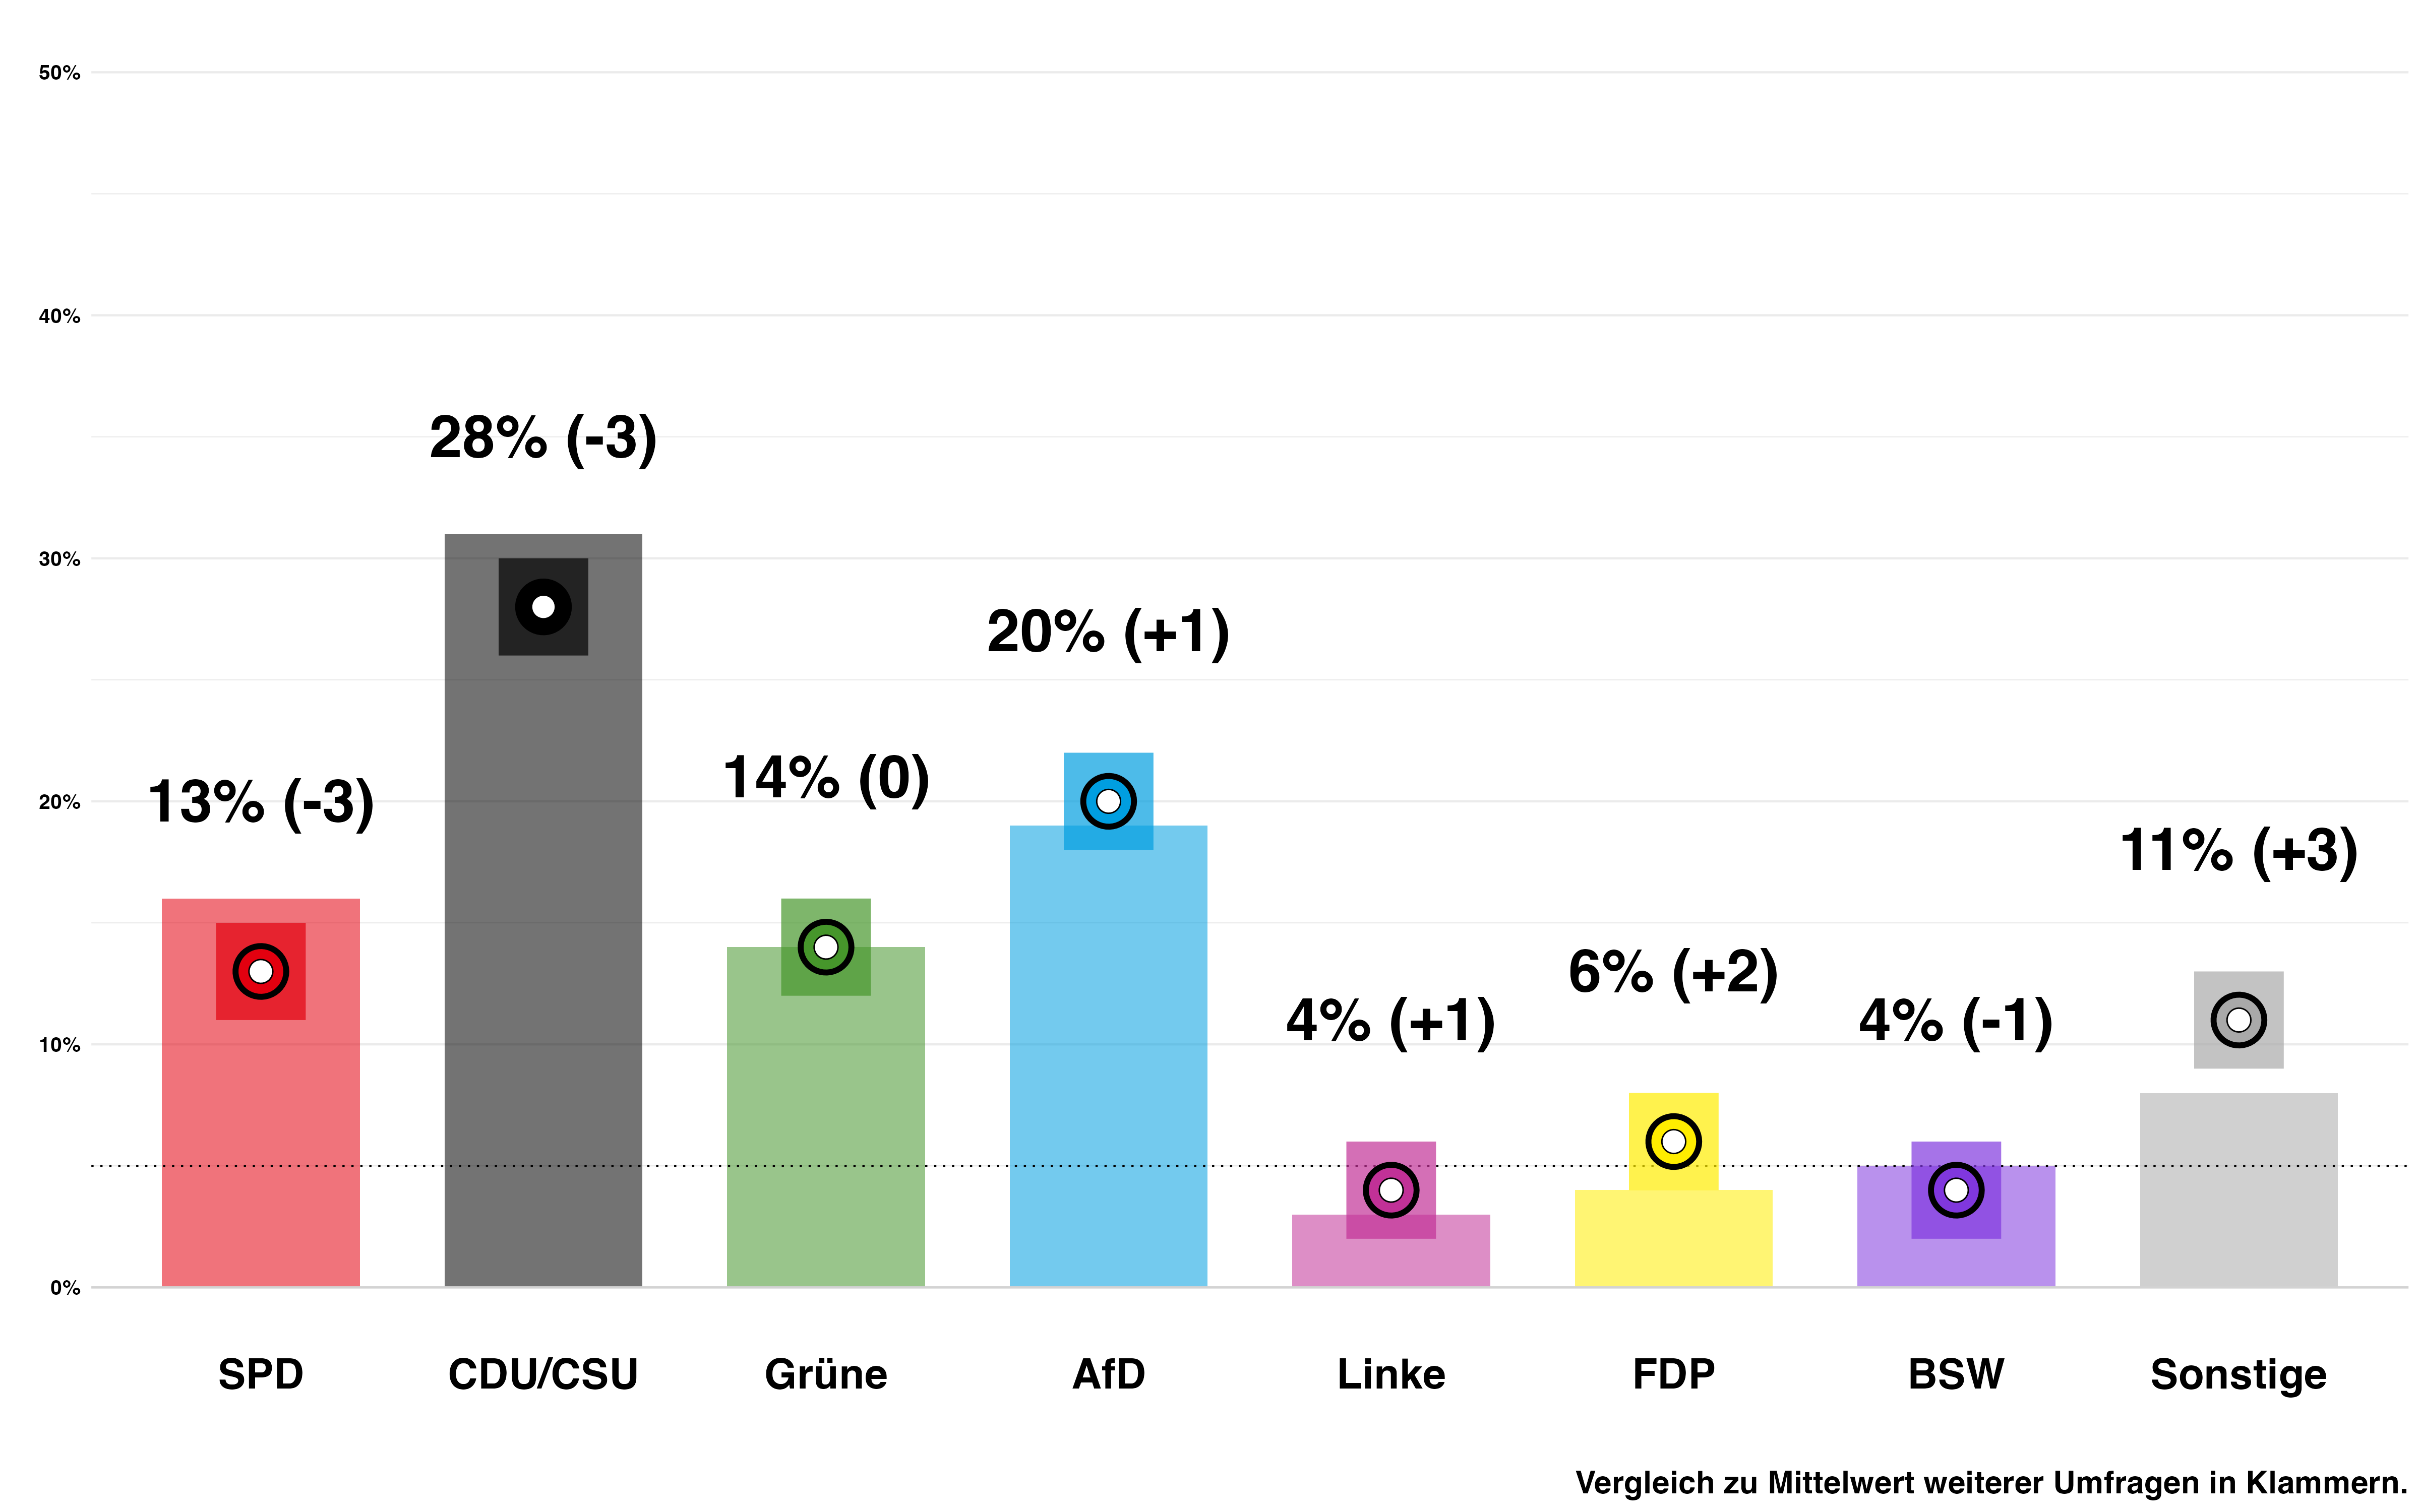 50%
40%
30%
20%
10%
0%
13% (-3)
28% (-3)
14% (0)
20% (+1)
4% (+1)
6% (+2)
4% (-1)
11% (+3)
SPD
CDU/CSU
Grüne
AfD
Linke
FDP
BSW
Sonstige
Vergleich zu Mittelwert weiterer Umfragen in Klammern.